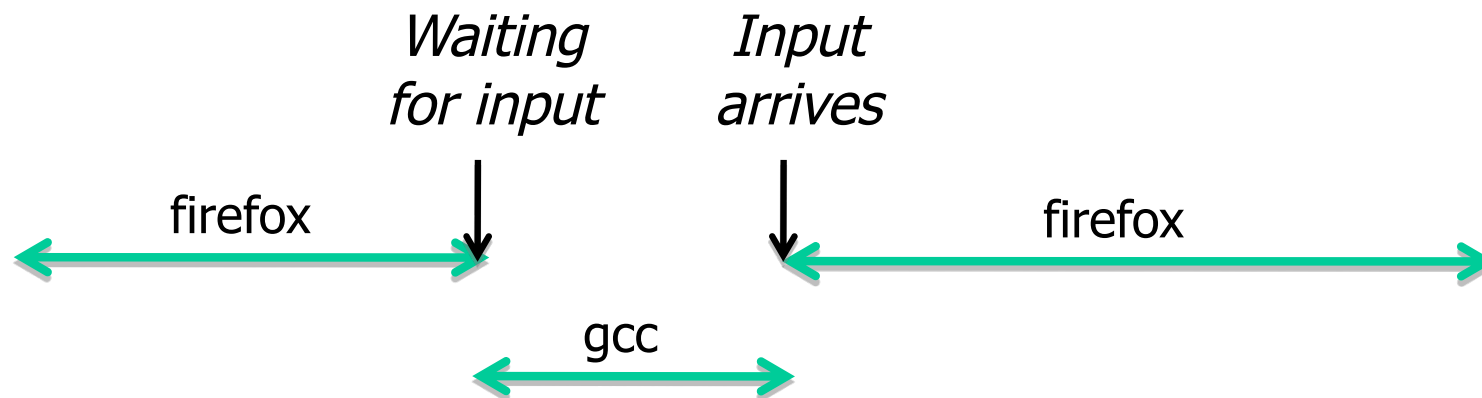 Waiting
for input
Input
arrives
firefox
firefox
gcc